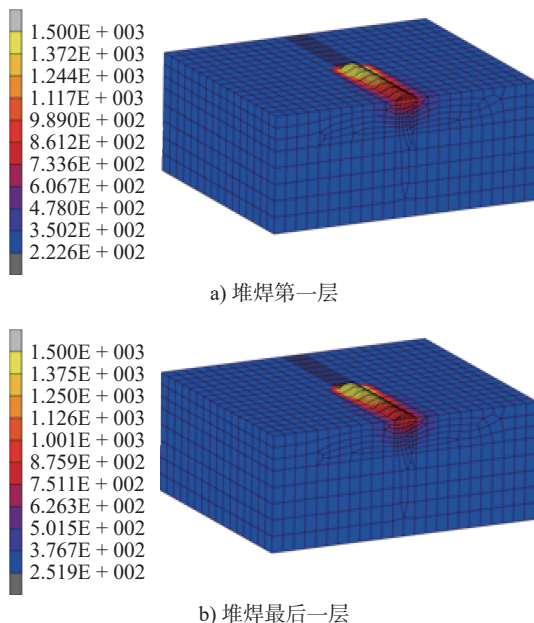 1.500E + 003
1.372E + 003
1.244E + 003
1.117E + 003
9.890E + 002
8.612E + 002
7.336E + 002
6.067E + 002
4.780E + 002
3.502E + 002
2.226E + 002
a) 堆焊第一层
1.500E + 003
1.375E + 003
1.250E + 003
1.126E + 003
1.001E + 003
8.759E + 002
7.511E + 002
6.263E + 002
5.015E + 002
3.767E + 002
2.519E + 002
b) 堆焊最后一层